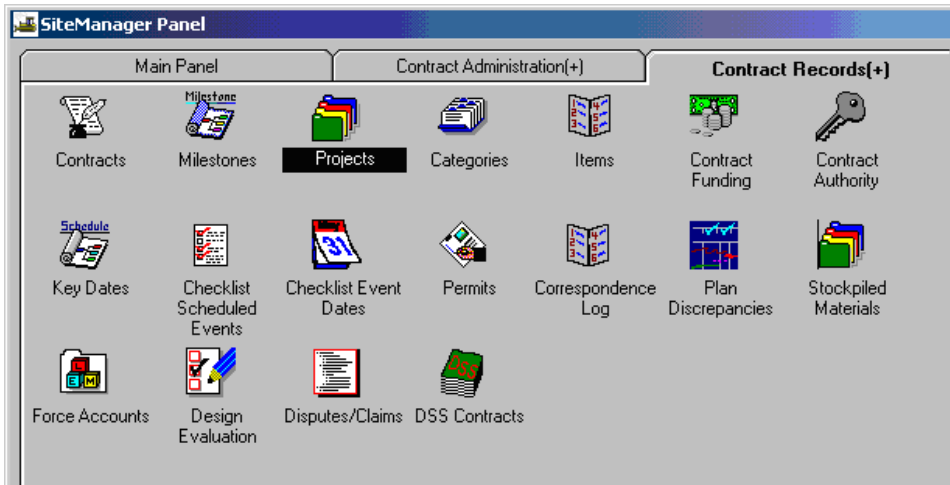 SiteManager Panel
Main Panel
Contract Administration(+)
Contract Records(+)
Milestone
Contracts
Milestones
Projects
Categories
Items
Contract
Funding
Contract
Authority
Schedule
31
Key Dates
Checklist
Scheduled
Events
Checklist Event
Dates
Permits
Correspondence
Log
Plan
Discrepancies
Stockpiled
Materials
L
E M
DSS
Force Accounts
Design
Evaluation
Disputes/Claims
DSS Contracts